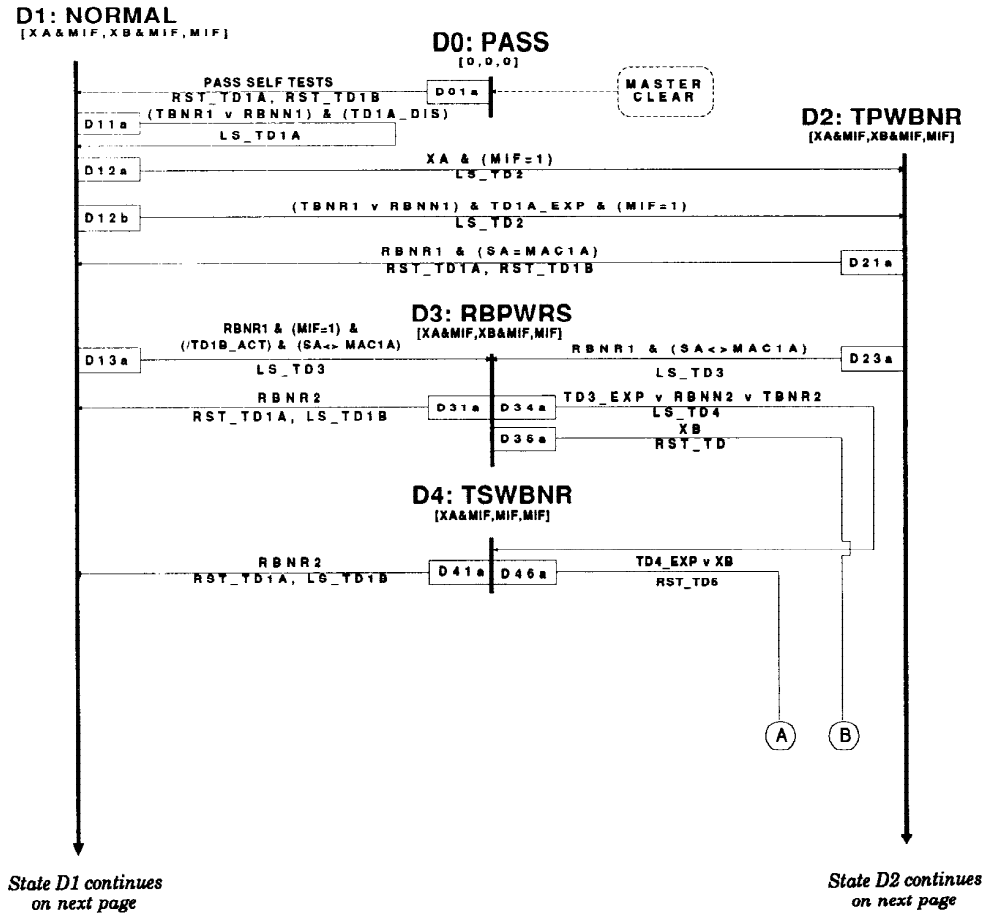 D1: NORMAL
[XA&MIF,XB&MIF,MIF]
D0: PASS
[0,0,0]
PASS SELF TESTS
RST_TD1A, RST_TD1B
D01a
MASTER
CLEAR
D11a
(TBNR1 v RBNN1) & (TD1A_DIS)
LS_TD1A
D2: TPWBNR
[XA&MIF,XB&MIF,MIF]
D12a
XA & (MIF=1)
LS_TD2
D12b
(TBNR1 v RBNN1) & TD1A_EXP & (MIF=1)
LS_TD2
RBNR1 & (SA=MAC1A)
RST_TD1A, RST_TD1B
D21a
D3: RBPWRS
[XA&MIF,XB&MIF,MIF]
RBNR1 & (MIF=1) &
(/TD1B_ACT) & (SA<>MAC1A)
D13a
LS_TD3
RBNR1 & (SA<>MAC1A)
LS_TD3
D23a
RBNR2
RST_TD1A, LS_TD1B
D31a
D34a
TD3_EXP v RBNN2 v TBNR2
LS_TD4
D36a
XB
RST_TD
D4: TSWBNR
[XA&MIF,MIF,MIF]
RBNR2
RST_TD1A, LS_TD1B
D41a
D46a
TD4_EXP v XB
RST_TD6
A
B
State D1 continues
on next page
State D2 continues
on next page